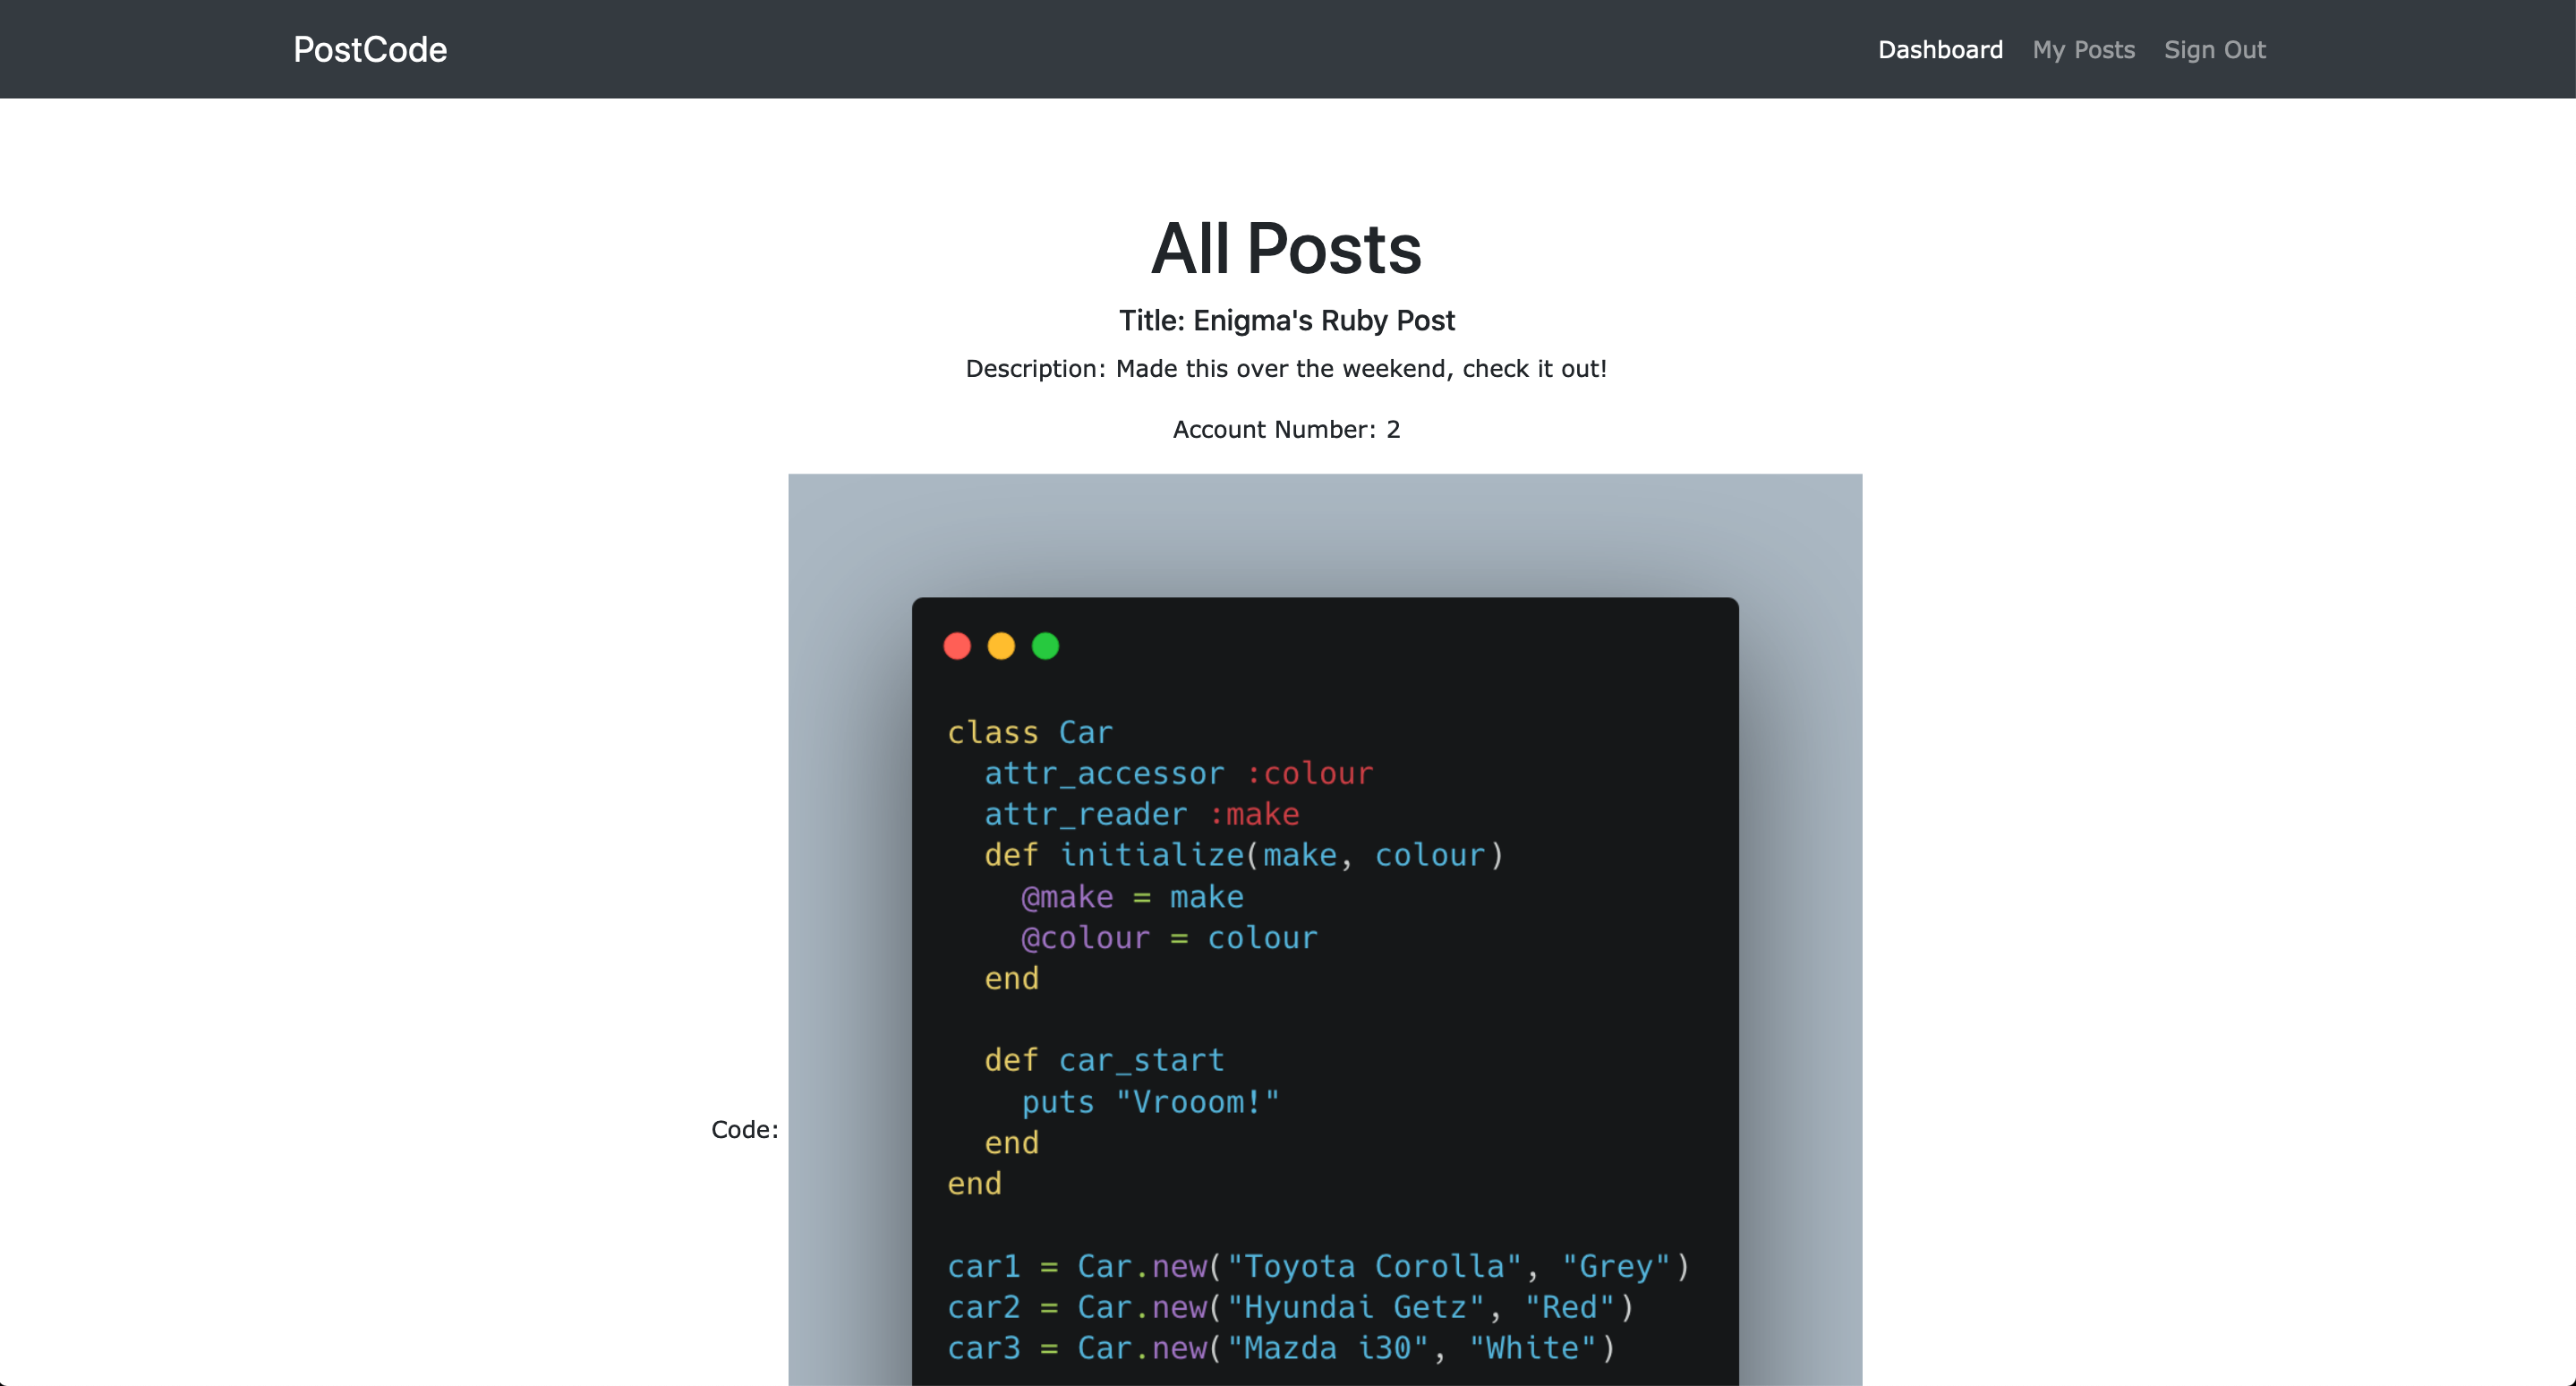 PostCode
Dashboard My Posts Sign Out
All Posts
Title: Enigma's Ruby Post
Description: Made this over the weekend, check it out!
Account Number: 2
Code:
class Car
  attr_accessor :colour
  attr_reader :make
  def initialize(make, colour)
    @make = make
    @colour = colour
  end

  def car_start
    puts "Vrooom!"
  end
end

car1 = Car.new("Toyota Corolla", "Grey")
car2 = Car.new("Hyundai Getz", "Red")
car3 = Car.new("Mazda i30", "White")